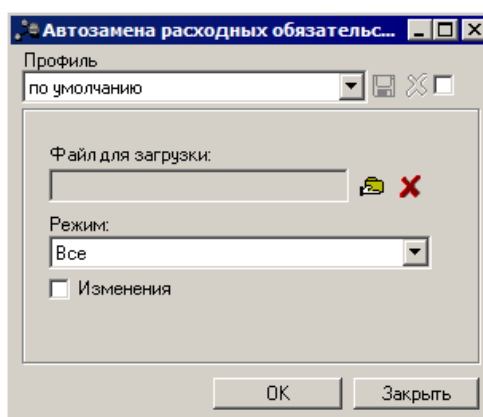 Автозамена расходных обязательс...
Профиль
по умолчанию
Файл для загрузки:
Режим:
Все
Изменения
OK
Закрыть